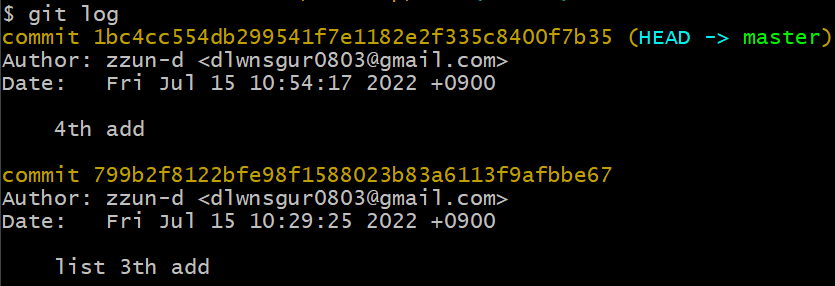 $ git log
commit 1bc4cc554db299541f7e1182e2f335c8400f7b35 (HEAD -> master)
Author: zzun-d <dlwnsgur0803@gmail.com>
Date:   Fri Jul 15 10:54:17 2022 +0900
    4th add
commit 799b2f8122bfe98f1588023b83a6113f9afbbe67
Author: zzun-d <dlwnsgur0803@gmail.com>
Date:   Fri Jul 15 10:29:25 2022 +0900
    list 3th add